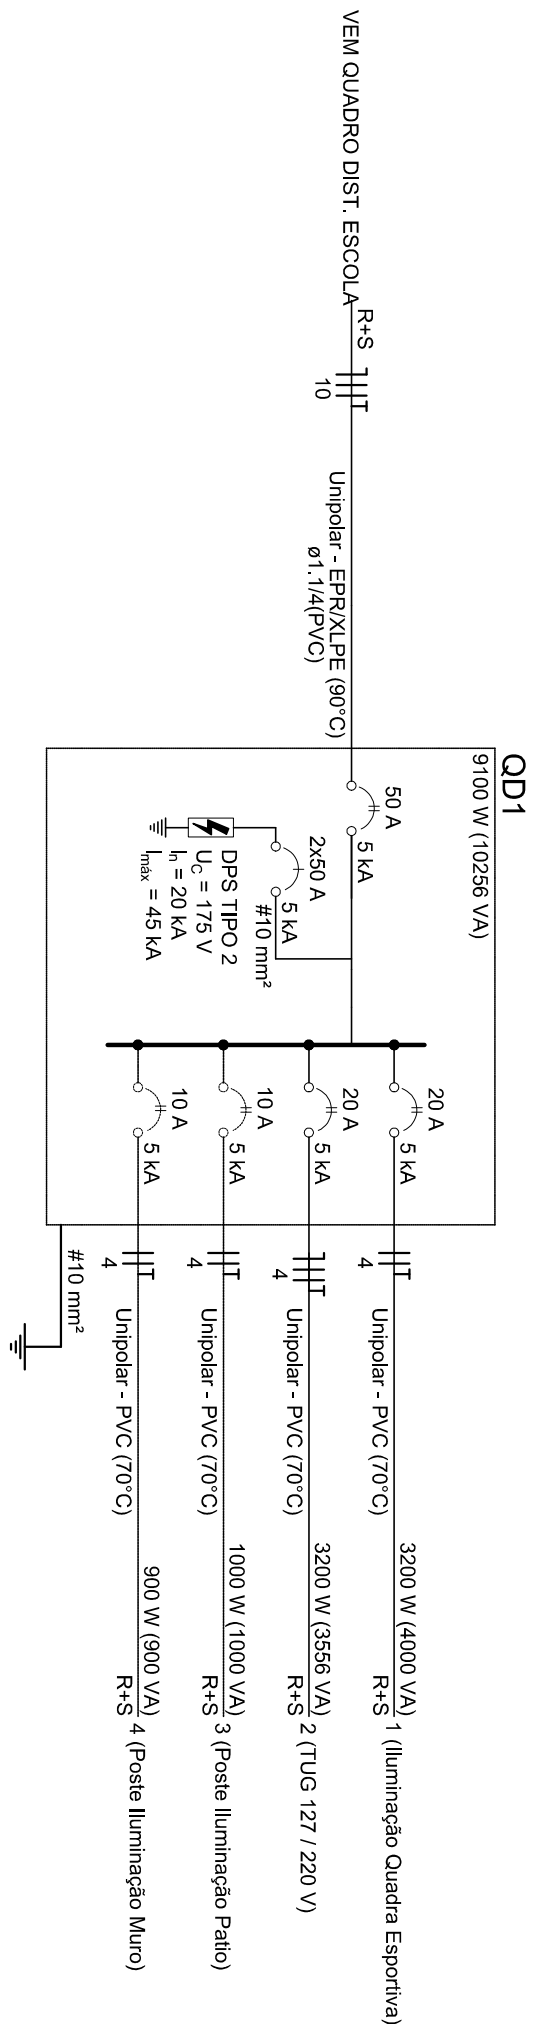 VEM QUADRO DIST. ESCOLA
R+S
10
Unipolar - EPR/XLPE (90°C)
ø1.1/4(PVC)
QD1
9100 W (10256 VA)
50 A
5 kA
2x50 A
5 kA
#10 mm²
DPS TIPO 2
UC = 175 V
In = 20 kA
Imáx = 45 kA
20 A
5 kA
4
Unipolar - PVC (70°C)
3200 W (4000 VA)
R+S
1 (Iluminação Quadra Esportiva)
20 A
5 kA
4
Unipolar - PVC (70°C)
3200 W (3556 VA)
R+S
2 (TUG 127 / 220 V)
10 A
5 kA
4
Unipolar - PVC (70°C)
1000 W (1000 VA)
R+S
3 (Poste Iluminação Patio)
10 A
5 kA
4
Unipolar - PVC (70°C)
900 W (900 VA)
R+S
4 (Poste Iluminação Muro)
#10 mm²